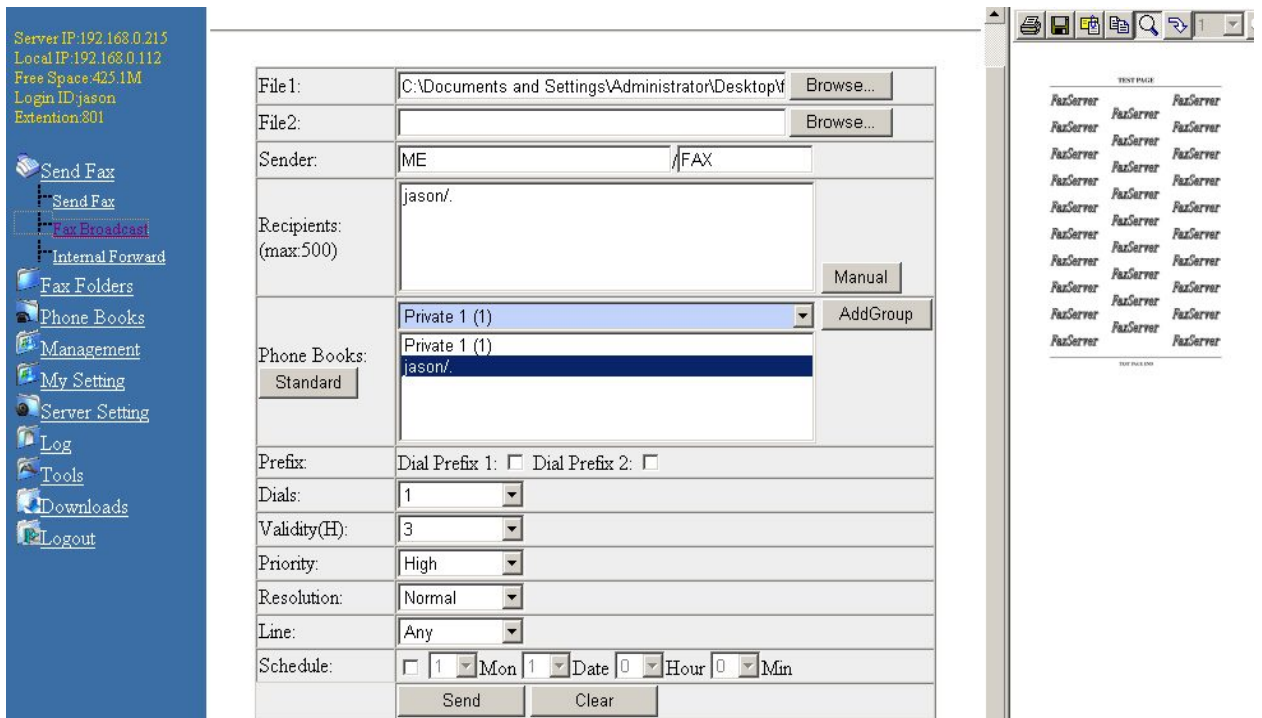 Server IP:192.168.0.215
Local IP:192.168.0.112
Free Space:425.1M
Login ID:jason
Extention:801
Send Fax
Send Fax
Fax Broadcast
Internal Forward
Fax Folders
Phone Books
Management
My Setting
Server Setting
Log
Tools
Downloads
Logout
File1: C:\Documents and Settings\Administrator\Desktop\f Browse...
File2: Browse...
Sender: ME /FAX
Recipients: (max:500) jason/. Manual
Phone Books: Standard Private 1 (1) AddGroup
Private 1 (1)
jason/.
Prefix: Dial Prefix 1: Dial Prefix 2:
Dials: 1
Validity(H): 3
Priority: High
Resolution: Normal
Line: Any
Schedule: 1 Mon 1 Date 0 Hour 0 Min
Send Clear
1
TEST PAGE
FaxServer FaxServer
FaxServer
FaxServer FaxServer
FaxServer
FaxServer FaxServer
FaxServer
FaxServer FaxServer
FaxServer
FaxServer FaxServer
FaxServer
FaxServer FaxServer
FaxServer
FaxServer FaxServer
FaxServer
FaxServer FaxServer
FaxServer
FaxServer FaxServer
FaxServer
FaxServer FaxServer
TEST PAGE END